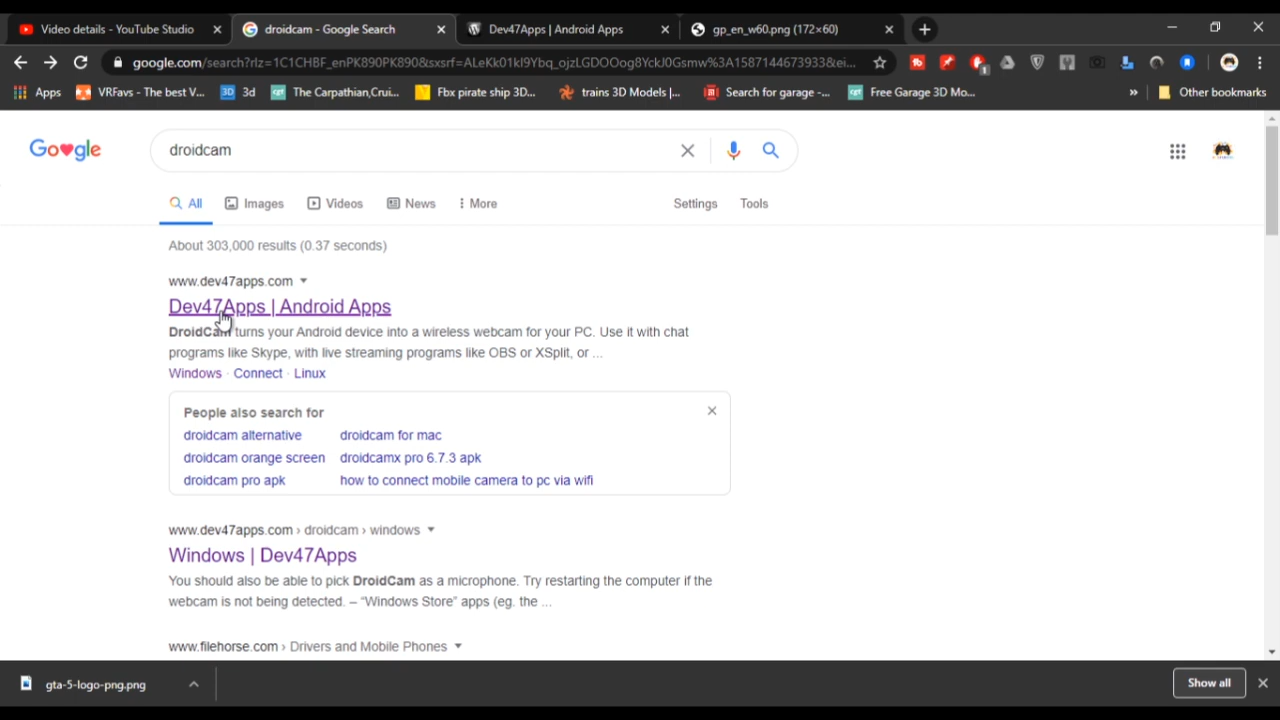 Video details - YouTube Studio
droidcam - Google Search
Dev47Apps | Android Apps
gp_en_w60.png (172×60)
google.com/search?rlz=1C1CHBF_enPK890PK890&sxsrf=ALeKk01kI9Ybq_ojzLGDOOog8YckJ0Gsmw%3A1587144673933&ei...
Apps
VRFavs - The best V...
3d
The Carpathian,Crui...
Fbx pirate ship 3D...
trains 3D Models |...
Search for garage -...
Free Garage 3D Mo...
»
Other bookmarks
Google
droidcam
All
Images
Videos
News
More
Settings
Tools
About 303,000 results (0.37 seconds)
www.dev47apps.com
Dev47Apps | Android Apps
DroidCam turns your Android device into a wireless webcam for your PC. Use it with chat
programs like Skype, with live streaming programs like OBS or XSplit, or ...
Windows · Connect · Linux
People also search for
droidcam alternative
droidcam for mac
droidcam orange screen
droidcamx pro 6.7.3 apk
droidcam pro apk
how to connect mobile camera to pc via wifi
www.dev47apps.com › droidcam › windows
Windows | Dev47Apps
You should also be able to pick DroidCam as a microphone. Try restarting the computer if the
webcam is not being detected. – "Windows Store" apps (eg. the ...
www.filehorse.com › Drivers and Mobile Phones
gta-5-logo-png.png
Show all